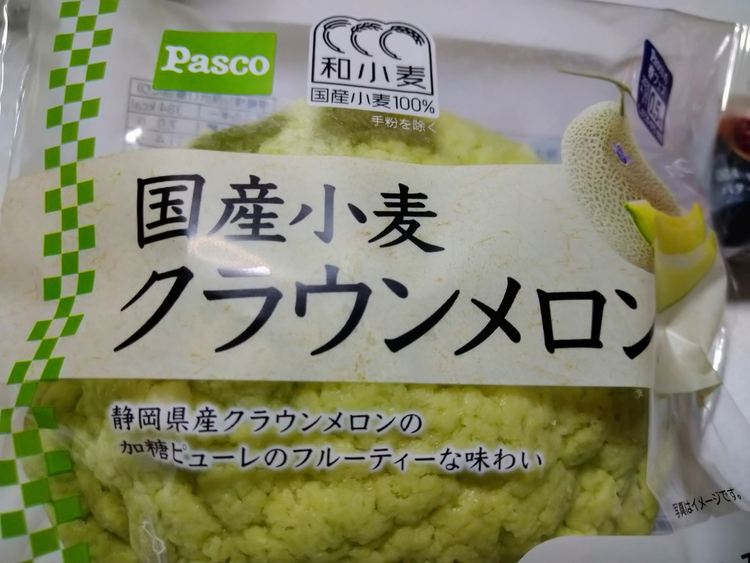 Pasco
和小麦
国産小麦100%
手粉を除く
国産小麦
クラウンメロン
静岡県産クラウンメロンの
加糖ピューレのフルーティーな味わい
写真はイメージです。